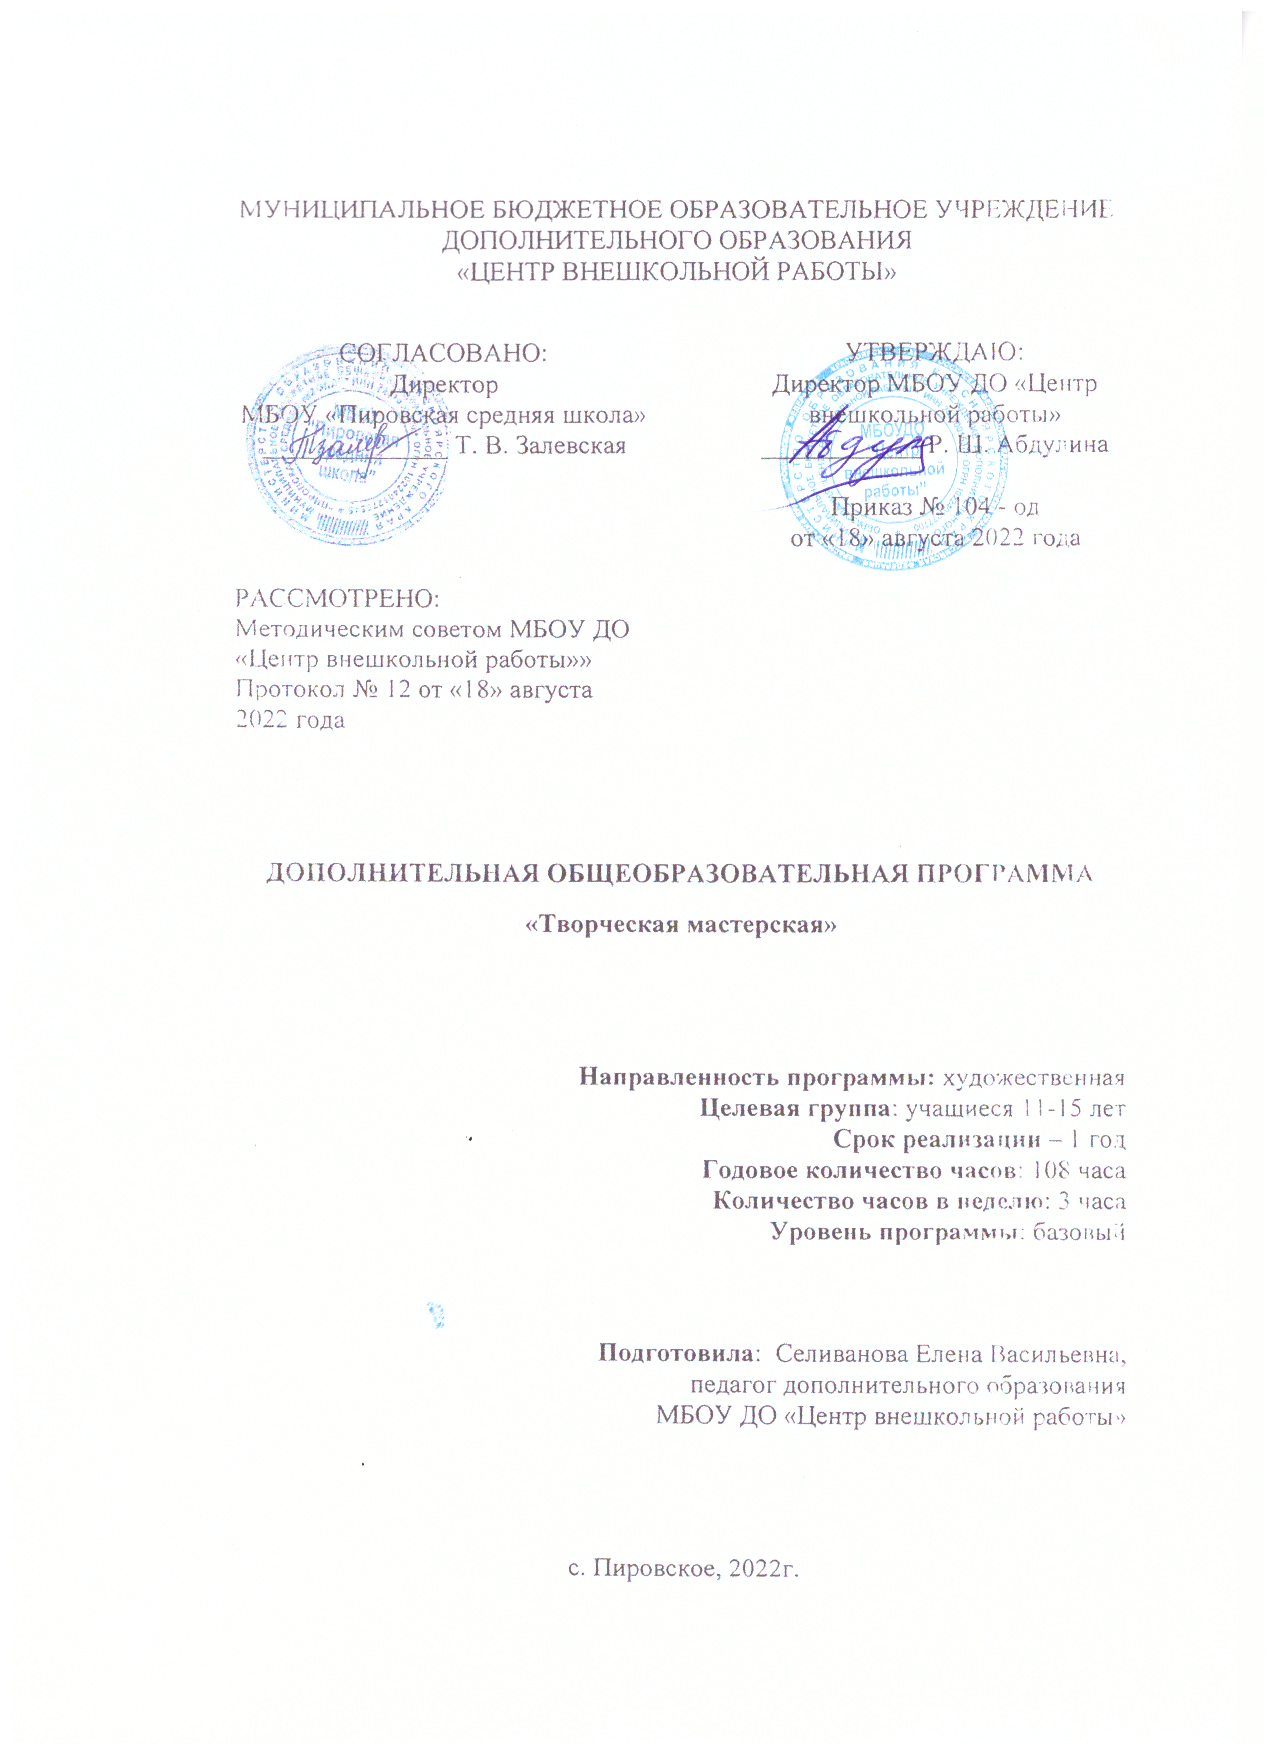 МУНИЦИПАЛЬНОЕ БЮДЖЕТНОЕ ОБРАЗОВАТЕЛЬНОЕ УЧРЕЖДЕНИЕ
ДОПОЛНИТЕЛЬНОГО ОБРАЗОВАНИЯ
«ЦЕНТР ВНЕШКОЛЬНОЙ РАБОТЫ»
СОГЛАСОВАНО:
Директор
МБОУ «Пировская средняя школа»
Т. В. Залевская
УТВЕРЖДАЮ:
Директор МБОУ ДО «Центр
внешкольной работы»
Р. Ш. Абдулина
Приказ № 104 - од
от «18» августа 2022 года
МБОУДО
внешкольной
работы"
школа"
РАССМОТРЕНО:
Методическим советом МБОУ ДО
«Центр внешкольной работы»»
Протокол № 12 от «18» августа
2022 года
ДОПОЛНИТЕЛЬНАЯ ОБЩЕОБРАЗОВАТЕЛЬНАЯ ПРОГРАММА
«Творческая мастерская»
Направленность программы: художественная
Целевая группа: учащиеся 11-15 лет
Срок реализации – 1 год
Годовое количество часов: 108 часа
Количество часов в неделю: 3 часа
Уровень программы: базовый
Подготовила: Селиванова Елена Васильевна,
педагог дополнительного образования
МБОУ ДО «Центр внешкольной работы»
с. Пировское, 2022г.